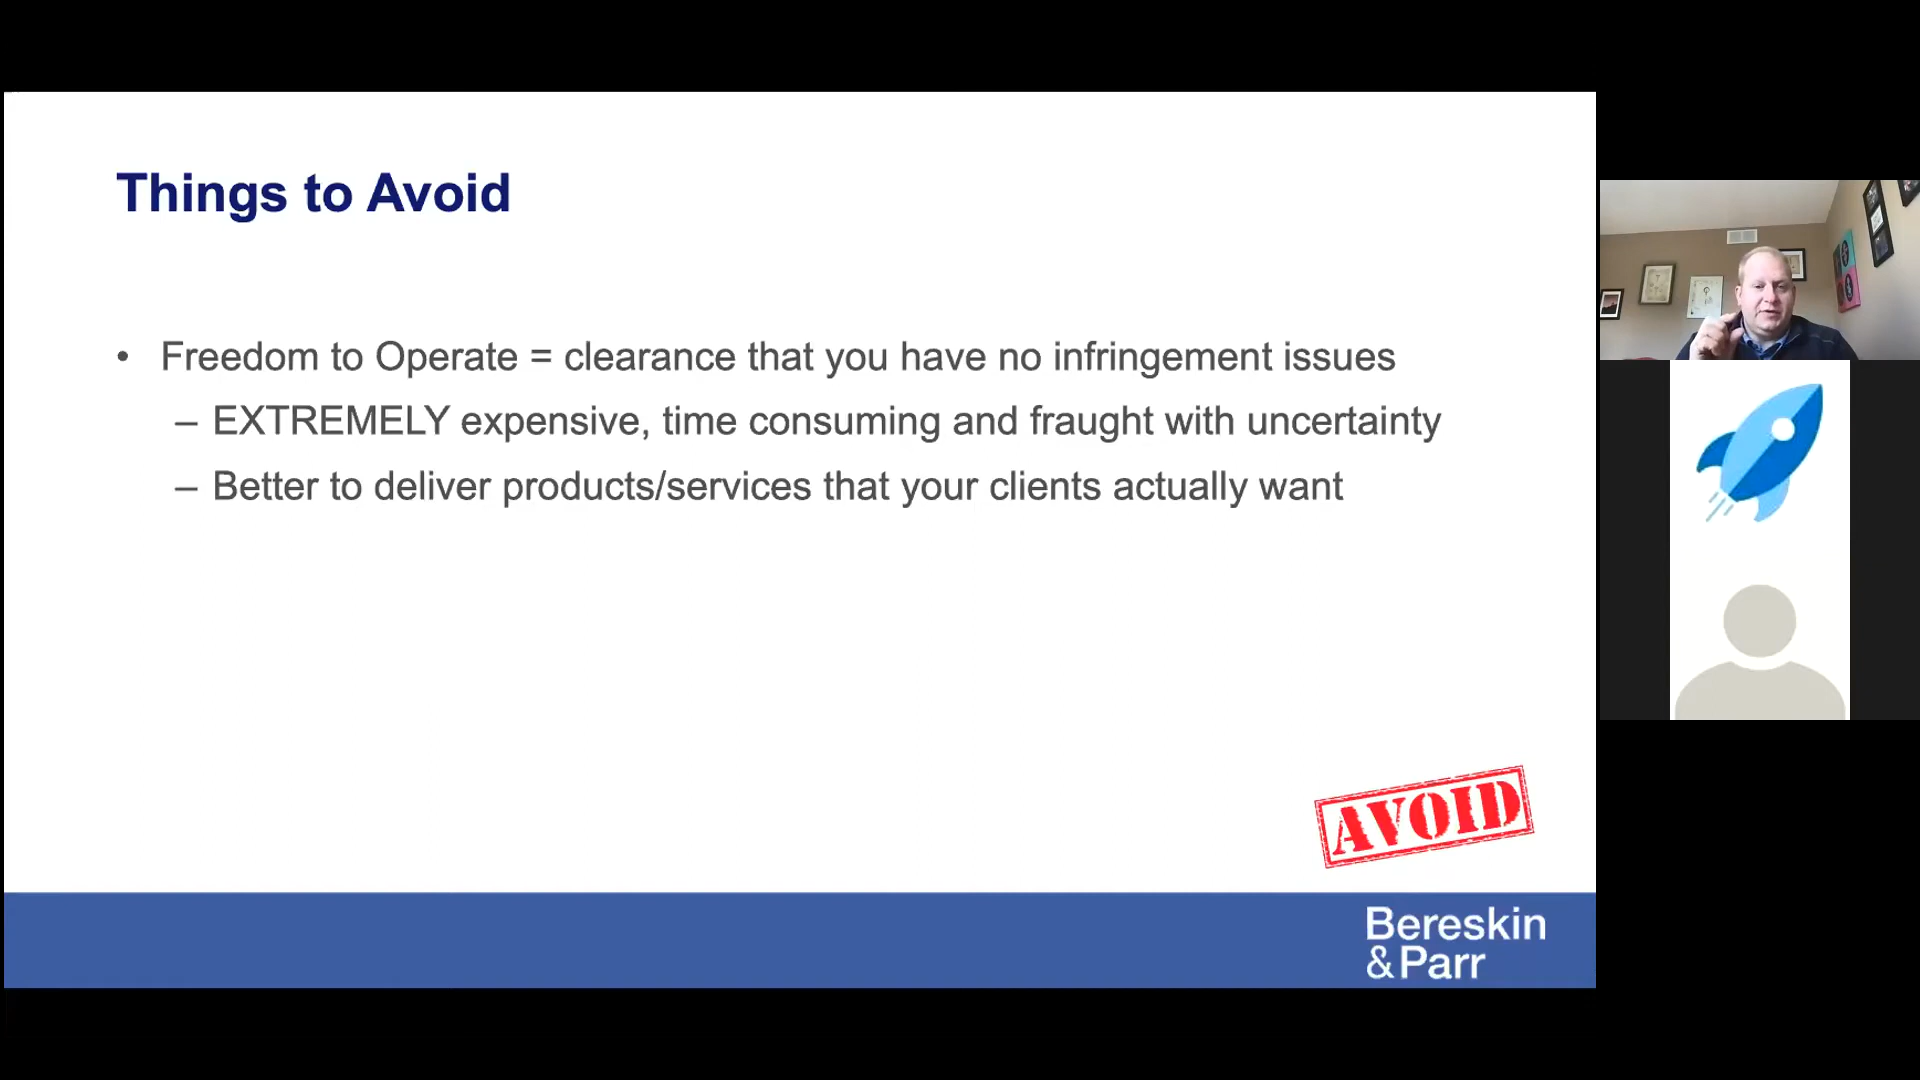 Things to Avoid
• Freedom to Operate = clearance that you have no infringement issues
– EXTREMELY expensive, time consuming and fraught with uncertainty
– Better to deliver products/services that your clients actually want
AVOID
Bereskin
& Parr